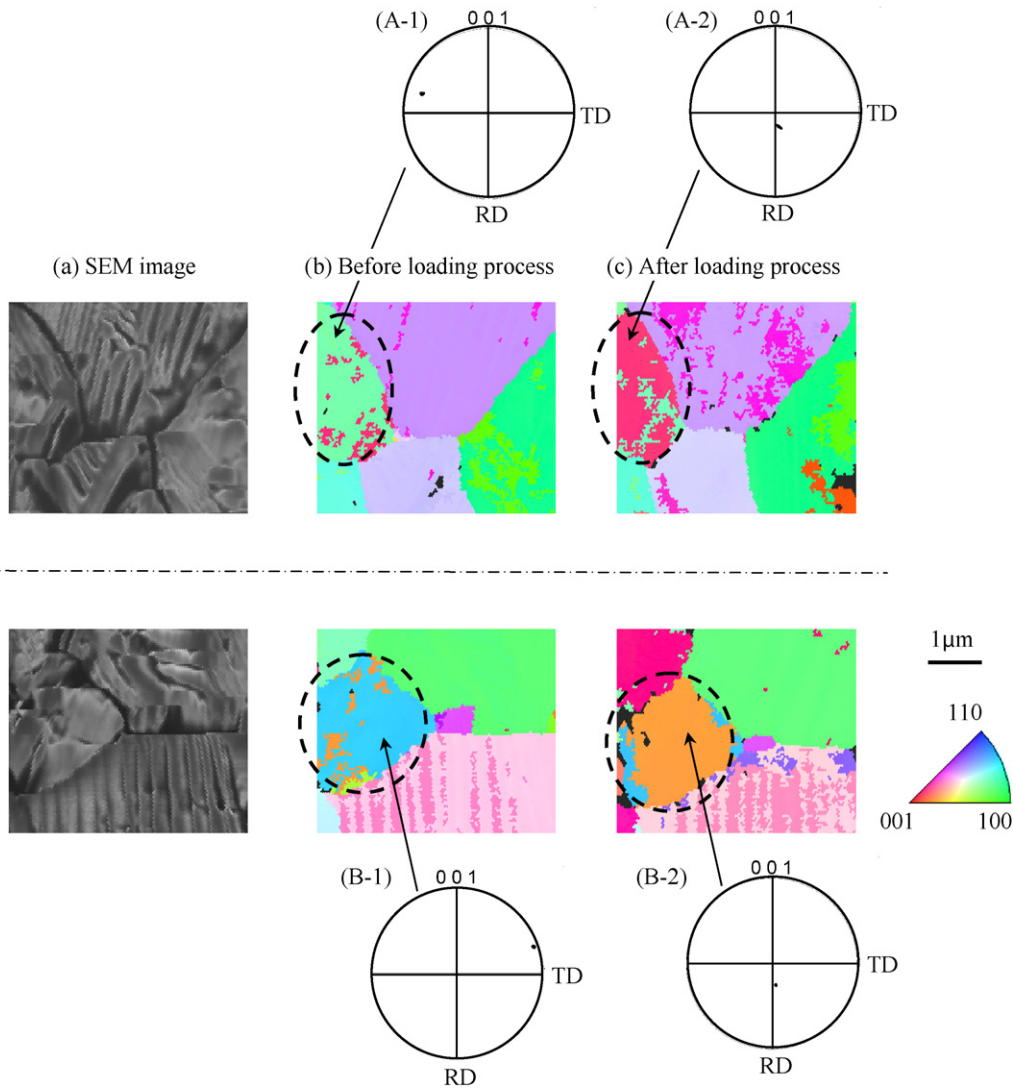 (A-1)
0 0 1
TD
RD
(A-2)
0 0 1
TD
RD
(a) SEM image
(b) Before loading process
(c) After loading process
1μm
110
001
100
(B-1)
0 0 1
TD
RD
(B-2)
0 0 1
TD
RD